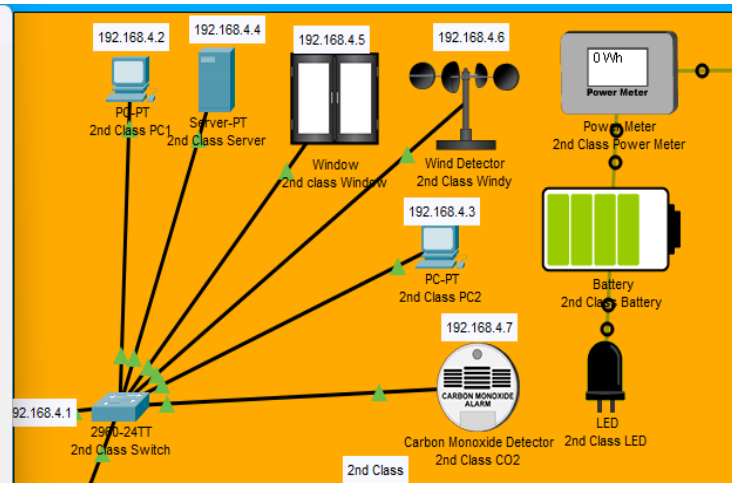 192.168.4.2
192.168.4.4
192.168.4.5
192.168.4.6
0 Wh
Power Meter
PC-PT
2nd Class PC1
Server-PT
2nd Class Server
Window
2nd class Window
Wind Detector
2nd Class Windy
Power Meter
2nd Class Power Meter
192.168.4.3
PC-PT
2nd Class PC2
Battery
2nd Class Battery
192.168.4.7
CARBON MONOXIDE
ALARM
Carbon Monoxide Detector
2nd Class CO2
LED
2nd Class LED
92.168.4.1
2960-24TT
2nd Class Switch
2nd Class